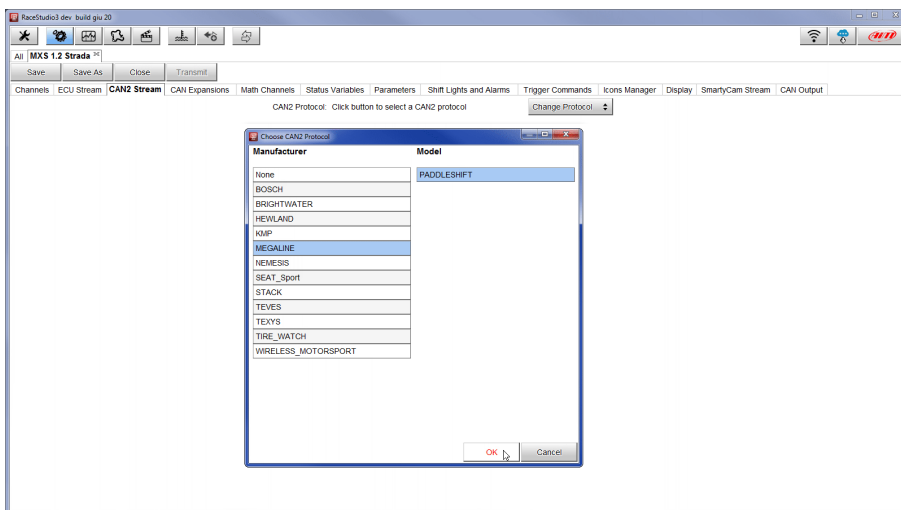 RaceStudio3 dev build giu 20
AiM
All MXS 1.2 Strada
Save Save As Close Transmit
Channels ECU Stream CAN2 Stream CAN Expansions Math Channels Status Variables Parameters Shift Lights and Alarms Trigger Commands Icons Manager Display SmartyCam Stream CAN Output
CAN2 Protocol: Click button to select a CAN2 protocol Change Protocol
Choose CAN2 Protocol
Manufacturer Model
None PADDLESHIFT
BOSCH
BRIGHTWATER
HEWLAND
KMP
MEGALINE
NEMESIS
SEAT_Sport
STACK
TEVES
TEXYS
TIRE_WATCH
WIRELESS_MOTORSPORT
OK Cancel